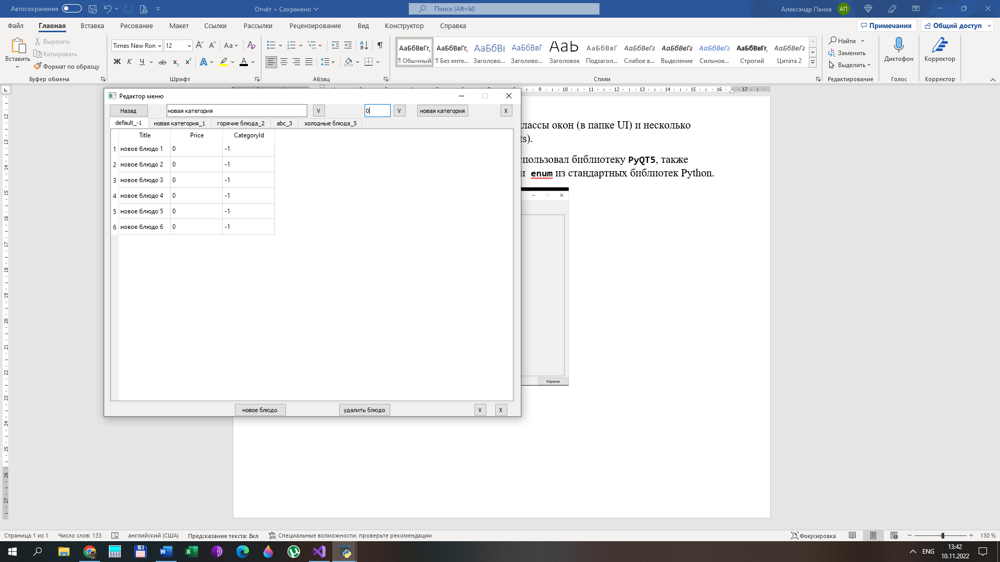 Автосохранение
Отчёт • Сохранено
Поиск (Alt+Ы)
Александр Панов АП
Файл Главная Вставка Рисование Макет Ссылки Рассылки Рецензирование Вид Конструктор Справка
Примечания Общий доступ
Вставить
Вырезать
Копировать
Формат по образцу
Буфер обмена
Times New Ron 12
Шрифт
Абзац
АаБбВвГг, АаБбВвГг, АаБбВв АаБбВвГ АаБ АаБбВвГ АаБбВвГг АаБбВвГг АаБбВвГг АаБбВвГг, АаБбВвГг
¶ Обычный ¶ Без инте... Заголово... Заголово... Заголовок Подзагол... Слабое в... Выделение Сильное... Строгий Цитата 2
Стили
Найти
Заменить
Выделить
Редактирование
Диктофон
Голос
Корректор
Корректор
Редактор меню
Назад новая категория V 0 V новая категория X
default_-1 новая категория_1 горячие блюда_2 abc_3 холодные блюда_5
Title Price CategoryId
1 новое блюдо 1 0 -1
2 новое блюдо 2 0 -1
3 новое блюдо 3 0 -1
4 новое блюдо 4 0 -1
5 новое блюдо 5 0 -1
6 новое блюдо 6 0 -1
новое блюдо удалить блюдо V X
лассы окон (в папке UI) и несколько
ts).
спользовал библиотеку PyQT5, также
и enum из стандартных библиотек Python.
Корзина
Страница 1 из 1 Число слов: 133 английский (США) Предсказания текста: Вкл Специальные возможности: проверьте рекомендации
Фокусировка 130 %
ENG
13:42
10.11.2022